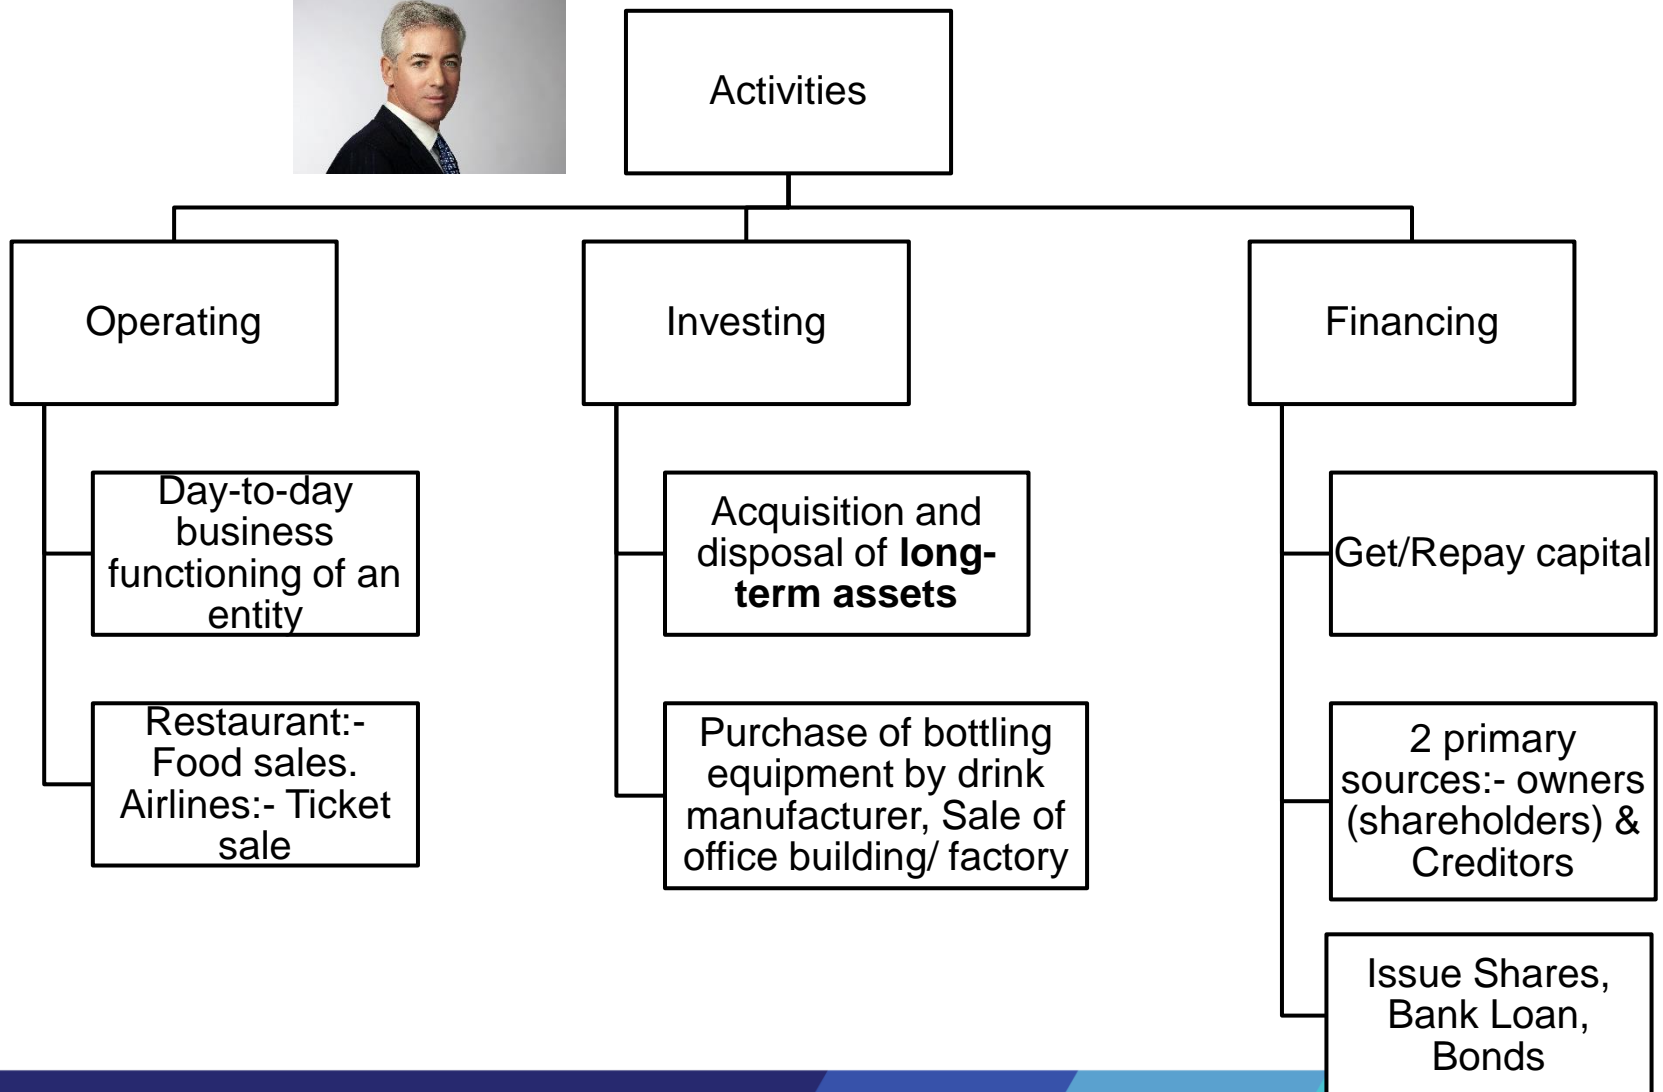 Activities
Operating
Investing
Financing
Day-to-day
business
functioning of an
entity
Restaurant:-
Food sales.
Airlines:- Ticket
sale
Acquisition and
disposal of long-
term assets
Purchase of bottling
equipment by drink
manufacturer, Sale of
office building/ factory
Get/Repay capital
2 primary
sources:- owners
(shareholders) &
Creditors
Issue Shares,
Bank Loan,
Bonds